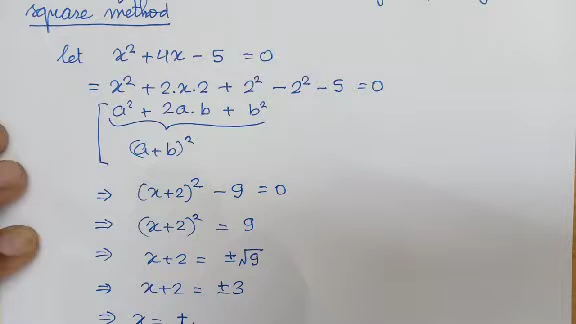 square method
let x² + 4x - 5 = 0
= x² + 2.x.2 + 2² - 2² - 5 = 0
[ a² + 2a.b + b²
(a+b)²
⇒ (x+2)² - 9 = 0
⇒ (x+2)² = 9
⇒ x+2 = ±√9
⇒ x+2 = ±3
⇒ x = ±